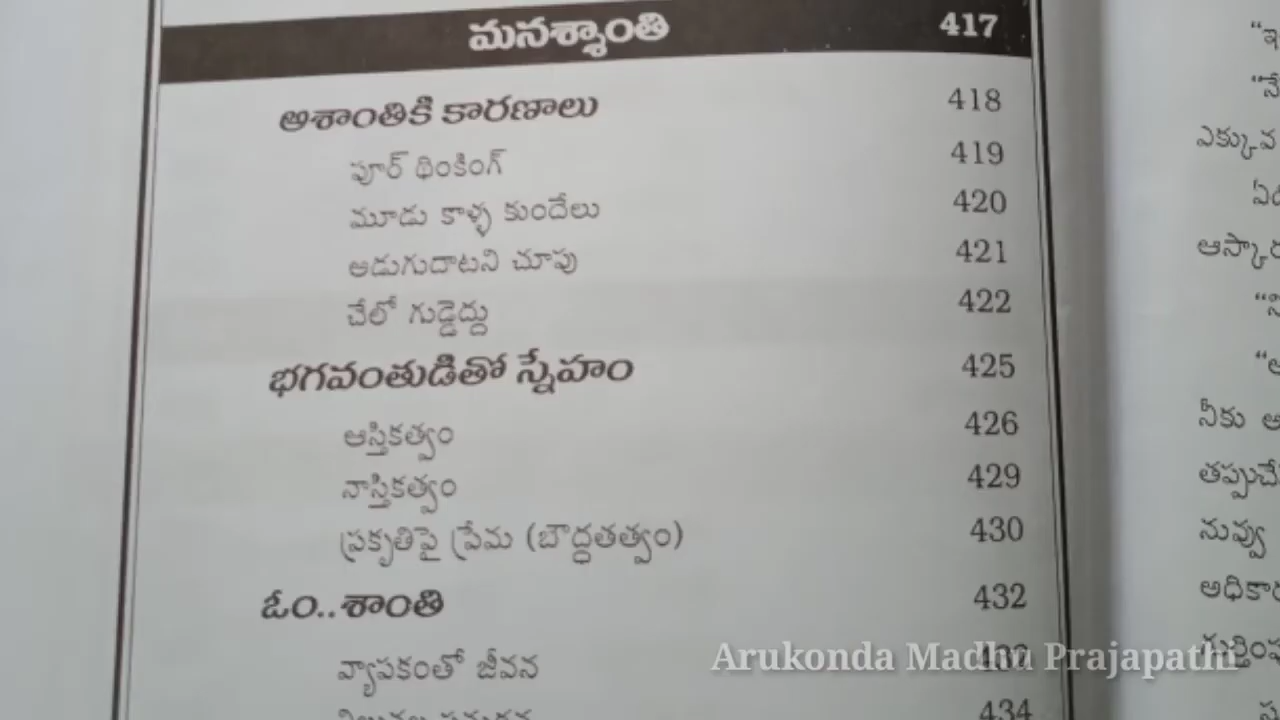 మనశ్శాంతి 417
అశాంతికి కారణాలు 418
పూర్ థింకింగ్ 419
మూడు కాళ్ళ కుందేలు 420
అడుగుదాటని చూపు 421
చేలో గుడ్డెద్దు 422
భగవంతుడితో స్నేహం 425
ఆస్తికత్వం 426
నాస్తికత్వం 429
ప్రకృతిపై ప్రేమ (బౌద్ధతత్వం) 430
ఓం..శాంతి 432
వ్యాపకంతో జీవన
434
ఎక్కువ
నీకు
నువ్వు
Arukonda Madhu Prajapathi